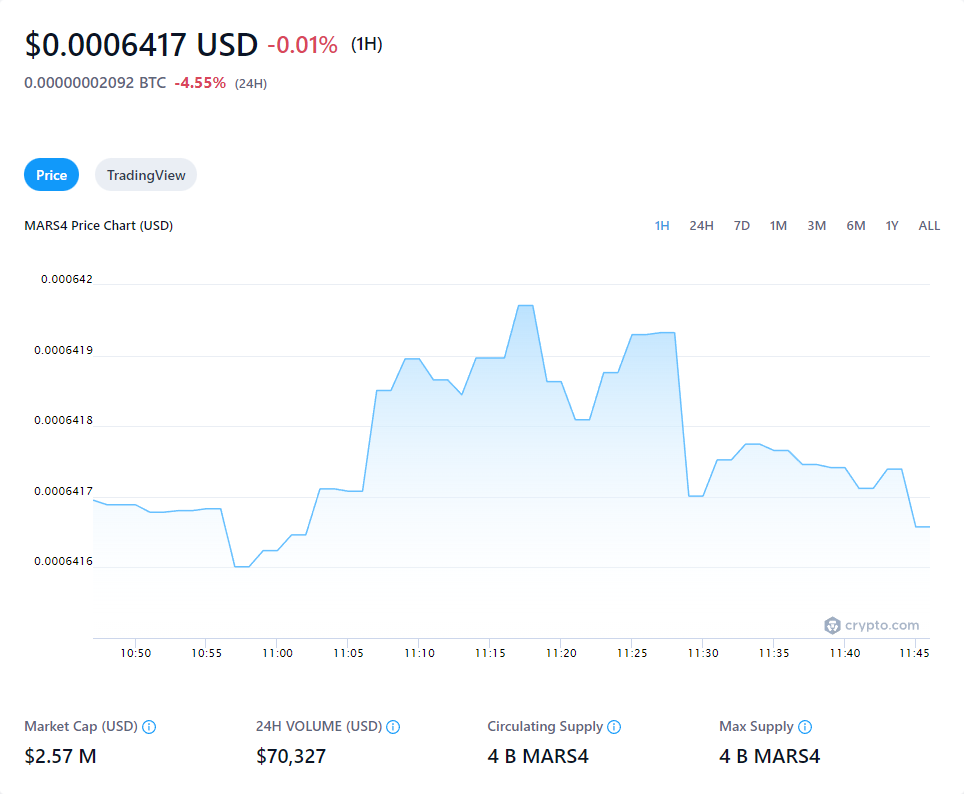 $0.0006417 USD -0.01% (1H)
0.00000002092 BTC -4.55% (24H)
Price TradingView
MARS4 Price Chart (USD) 1H 24H 7D 1M 3M 6M 1Y ALL
0.000642
0.0006419
0.0006418
0.0006417
0.0006416
crypto.com
10:50 10:55 11:00 11:05 11:10 11:15 11:20 11:25 11:30 11:35 11:40 11:45
Market Cap (USD) 24H VOLUME (USD) Circulating Supply Max Supply
$2.57 M $70,327 4 B MARS4 4 B MARS4